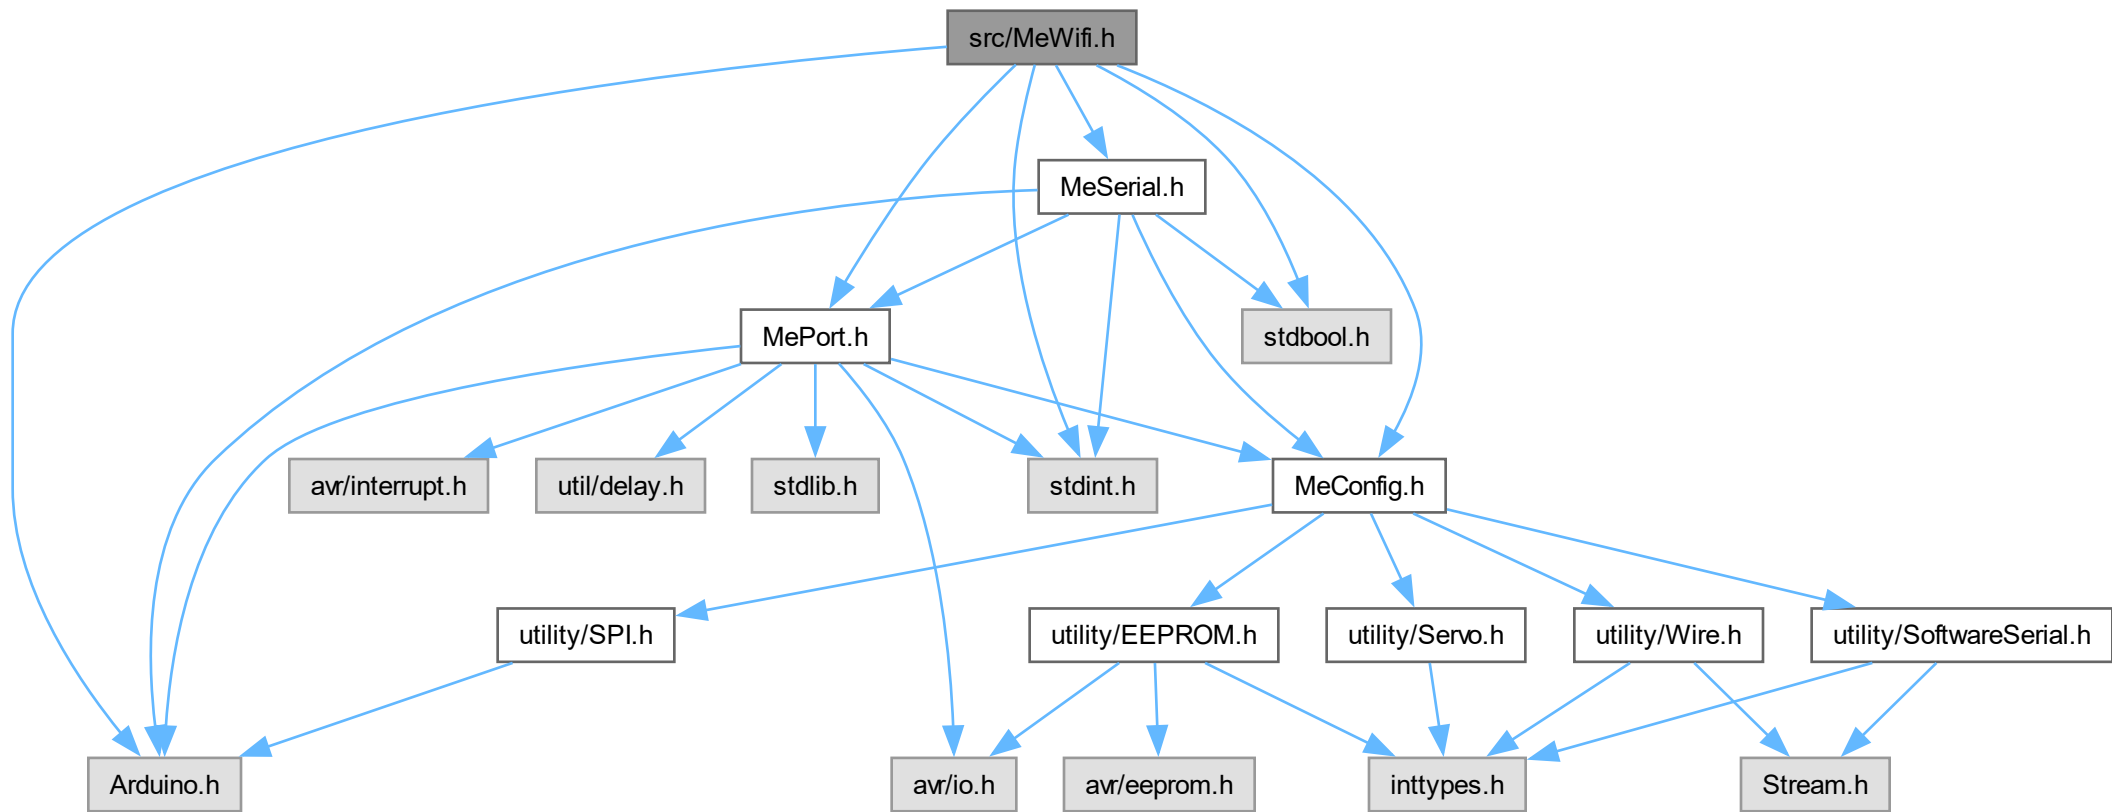 src/MeWifi.h
MeSerial.h
MePort.h
stdbool.h
avr/interrupt.h
util/delay.h
stdlib.h
stdint.h
MeConfig.h
utility/SPI.h
utility/EEPROM.h
utility/Servo.h
utility/Wire.h
utility/SoftwareSerial.h
Arduino.h
avr/io.h
avr/eeprom.h
inttypes.h
Stream.h